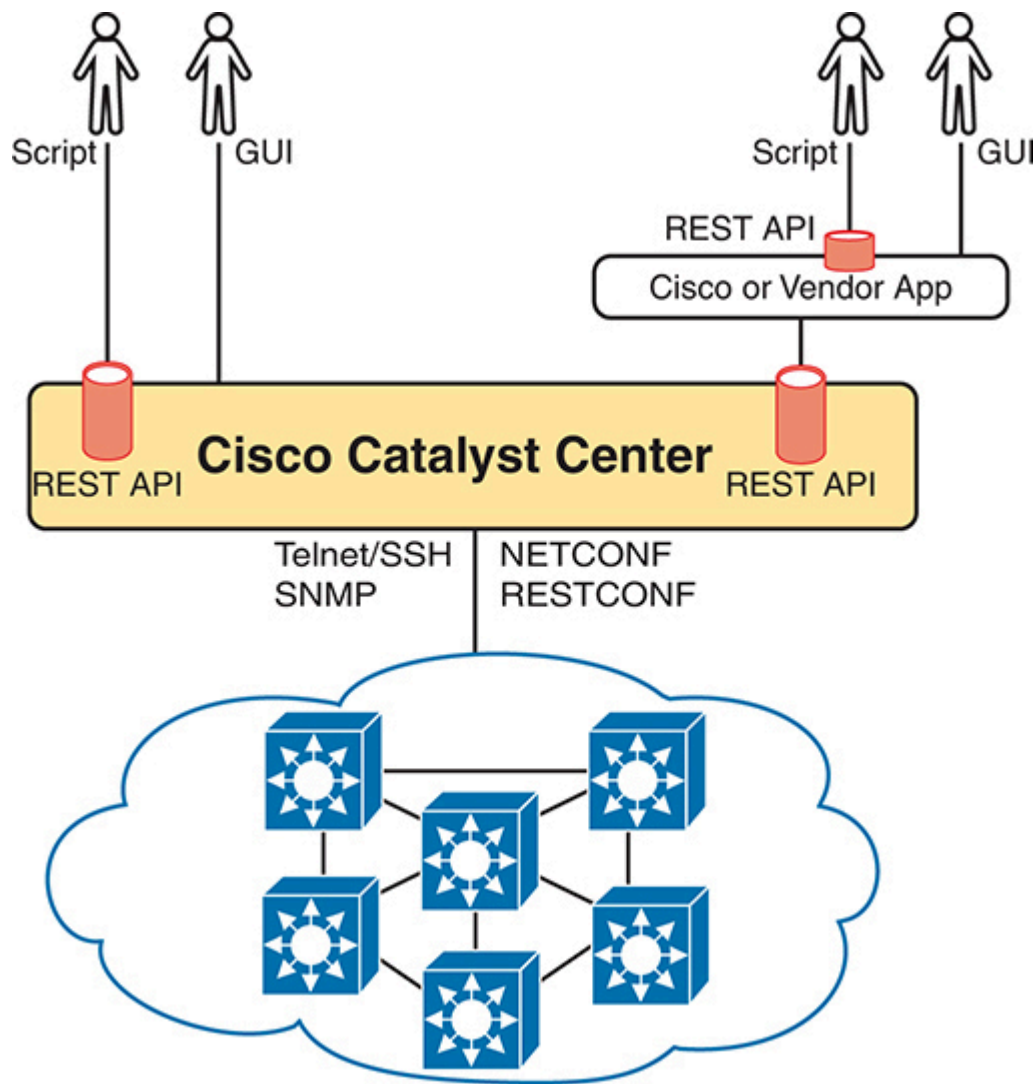 Script
GUI
Script
GUI
REST API
Cisco or Vendor App
Cisco Catalyst Center
REST API
REST API
Telnet/SSH
SNMP
NETCONF
RESTCONF